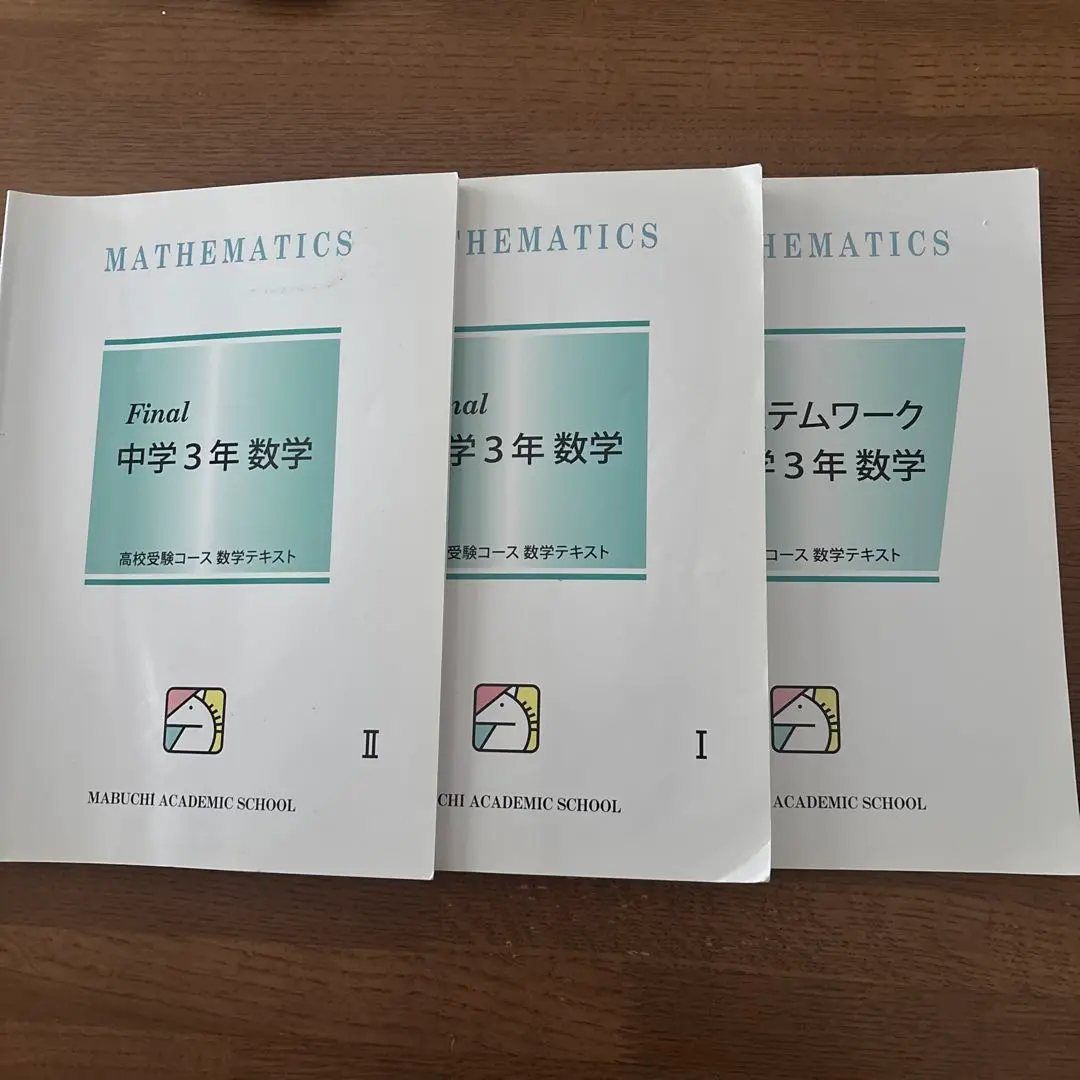 MATHEMATICS
Final
中学3年 数学
高校受験コース 数学テキスト
Ⅱ
MABUCHI ACADEMIC SCHOOL
THEMATICS
nal
学3年 数学
受験コース 数学テキスト
Ⅰ
CHI ACADEMIC SCHOOL
HEMATICS
テムワーク
学3年 数学
コース 数学テキスト
ACADEMIC SCHOOL